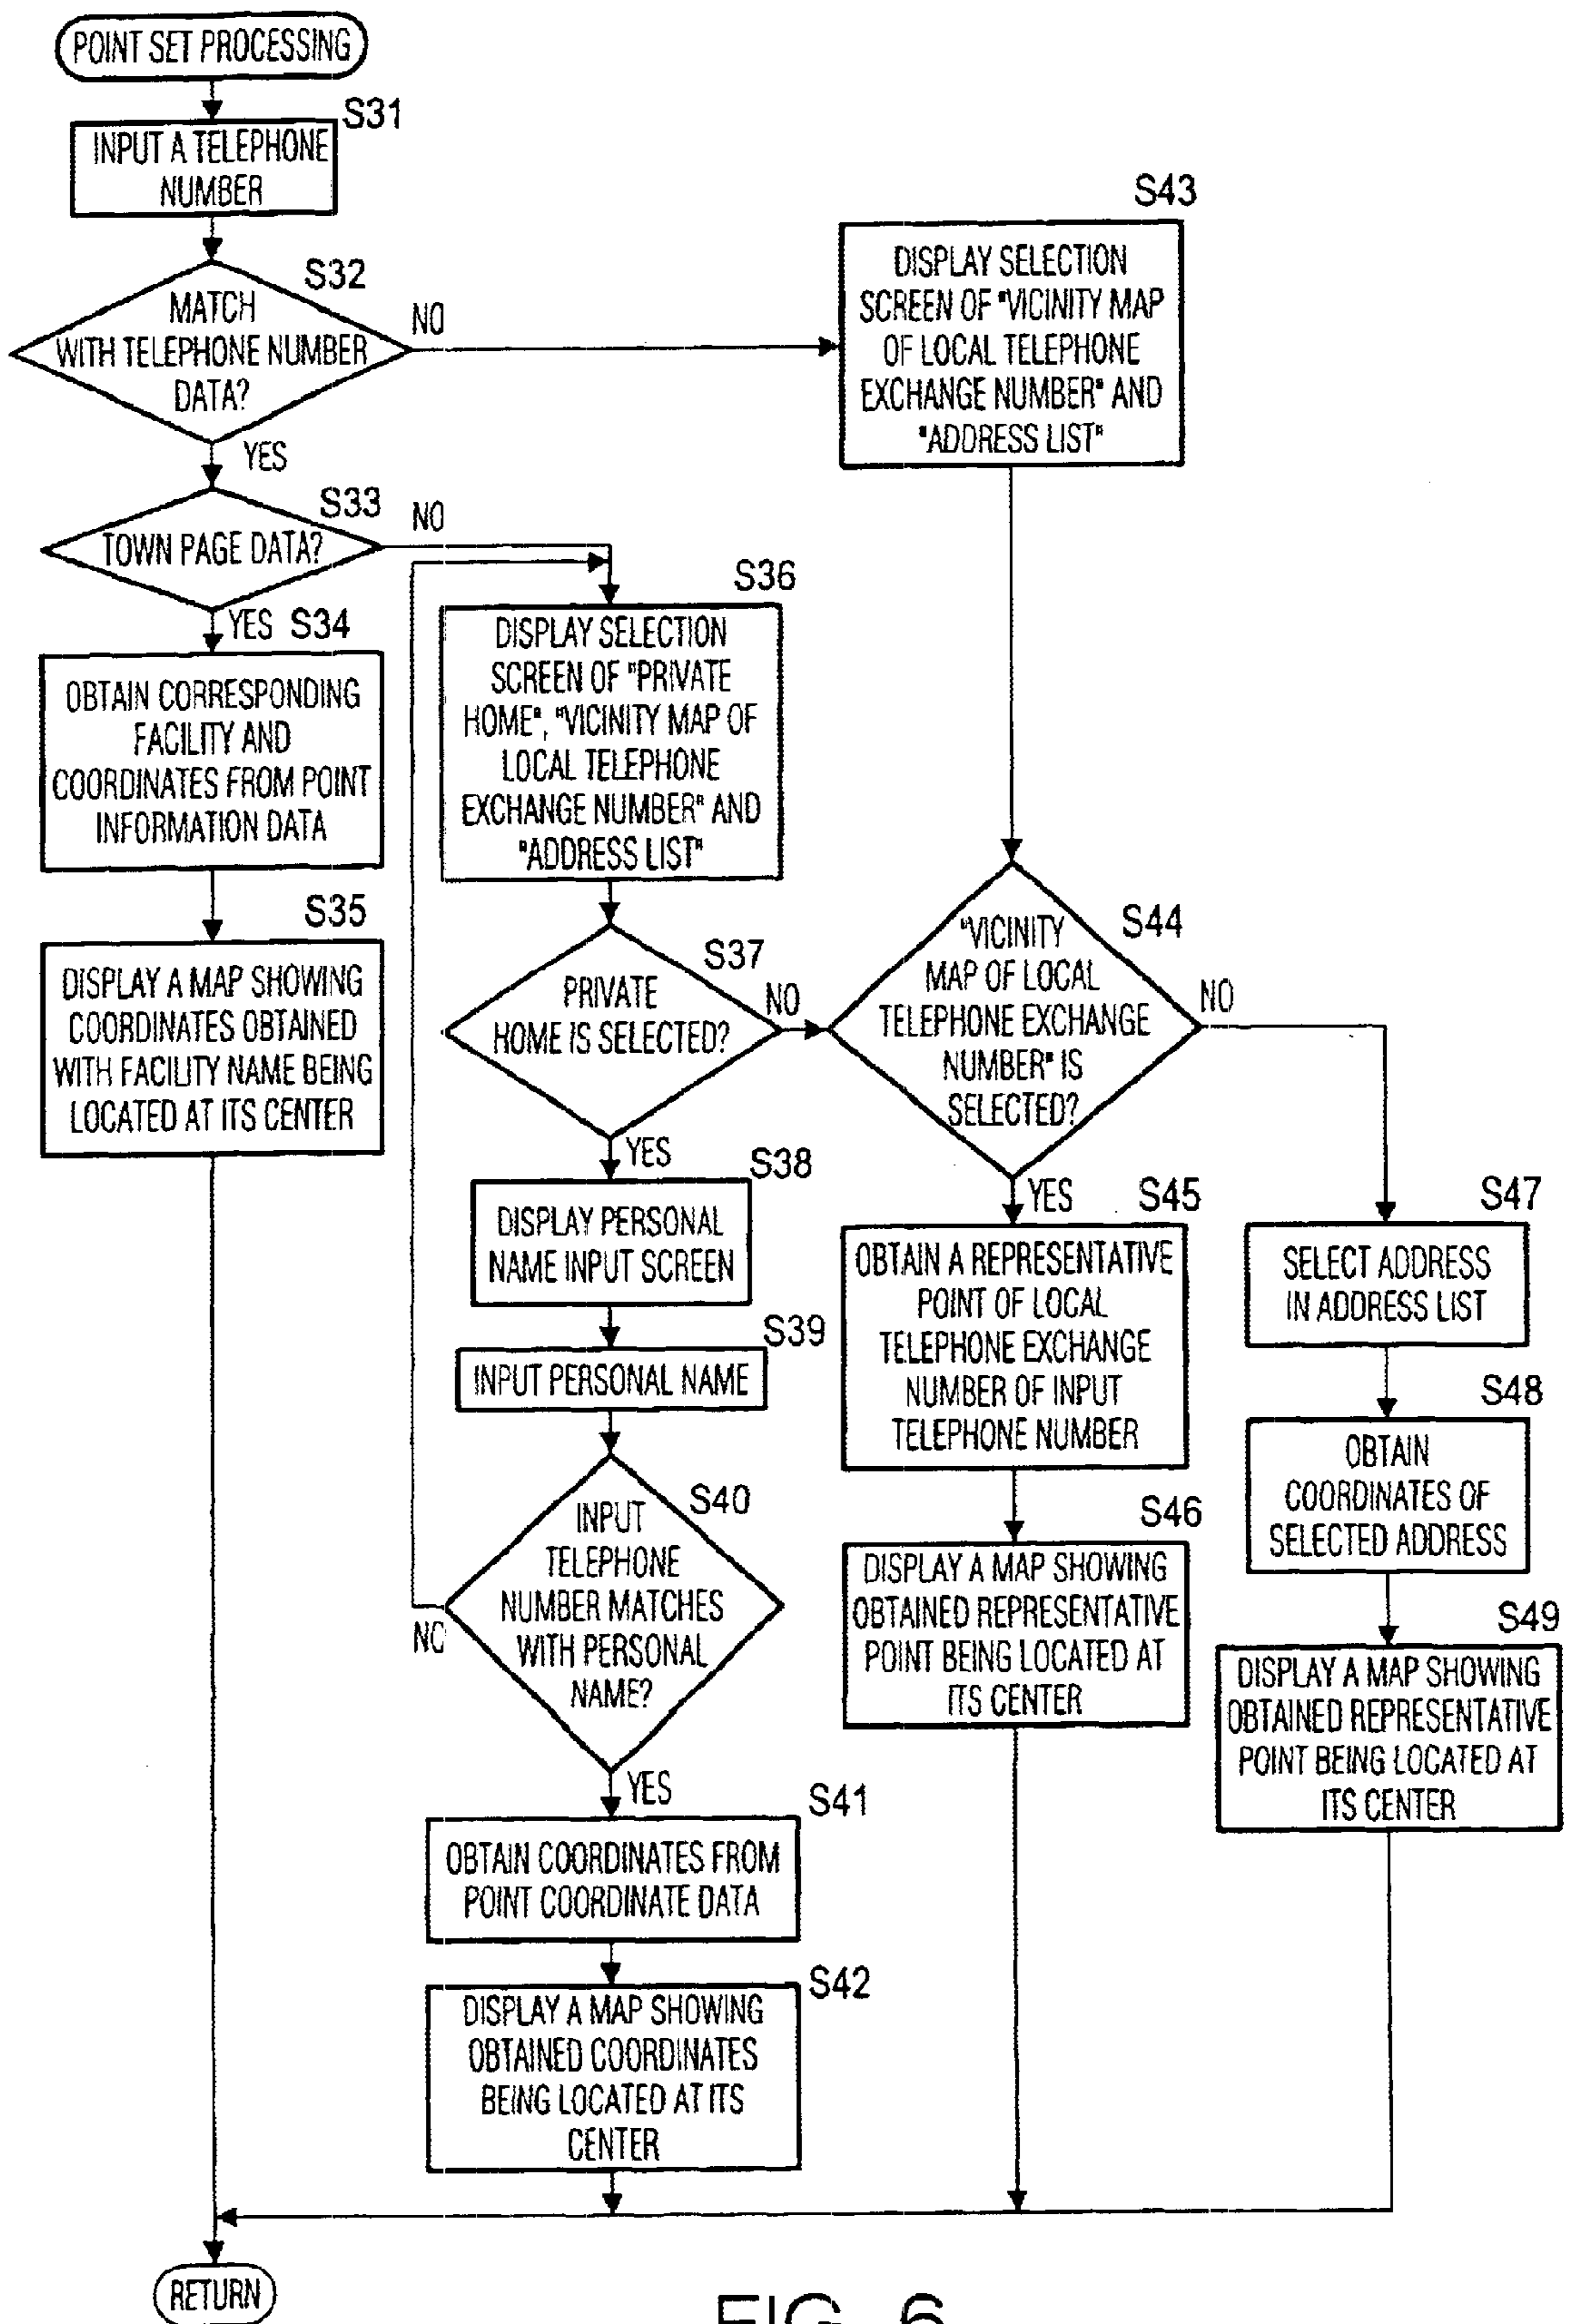 POINT SET PROCESSING
S31
INPUT A TELEPHONE
NUMBER
S32
MATCH
WITH TELEPHONE NUMBER
DATA?
NO
YES
S43
DISPLAY SELECTION
SCREEN OF "VICINITY MAP
OF LOCAL TELEPHONE
EXCHANGE NUMBER" AND
"ADDRESS LIST"
S33
TOWN PAGE DATA?
NO
YES
S34
OBTAIN CORRESPONDING
FACILITY AND
COORDINATES FROM POINT
INFORMATION DATA
S35
DISPLAY A MAP SHOWING
COORDINATES OBTAINED
WITH FACILITY NAME BEING
LOCATED AT ITS CENTER
S36
DISPLAY SELECTION
SCREEN OF "PRIVATE
HOME", "VICINITY MAP OF
LOCAL TELEPHONE
EXCHANGE NUMBER" AND
"ADDRESS LIST"
S37
PRIVATE
HOME IS SELECTED?
NO
YES
S38
DISPLAY PERSONAL
NAME INPUT SCREEN
S39
INPUT PERSONAL NAME
S40
INPUT
TELEPHONE
NUMBER MATCHES
WITH PERSONAL
NAME?
NO
YES
S41
OBTAIN COORDINATES FROM
POINT COORDINATE DATA
S42
DISPLAY A MAP SHOWING
OBTAINED COORDINATES
BEING LOCATED AT ITS
CENTER
S44
"VICINITY
MAP OF LOCAL
TELEPHONE EXCHANGE
NUMBER" IS
SELECTED?
NO
YES
S45
OBTAIN A REPRESENTATIVE
POINT OF LOCAL
TELEPHONE EXCHANGE
NUMBER OF INPUT
TELEPHONE NUMBER
S46
DISPLAY A MAP SHOWING
OBTAINED REPRESENTATIVE
POINT BEING LOCATED AT
ITS CENTER
S47
SELECT ADDRESS
IN ADDRESS LIST
S48
OBTAIN
COORDINATES OF
SELECTED ADDRESS
S49
DISPLAY A MAP SHOWING
OBTAINED REPRESENTATIVE
POINT BEING LOCATED AT
ITS CENTER
RETURN
FIG. 6